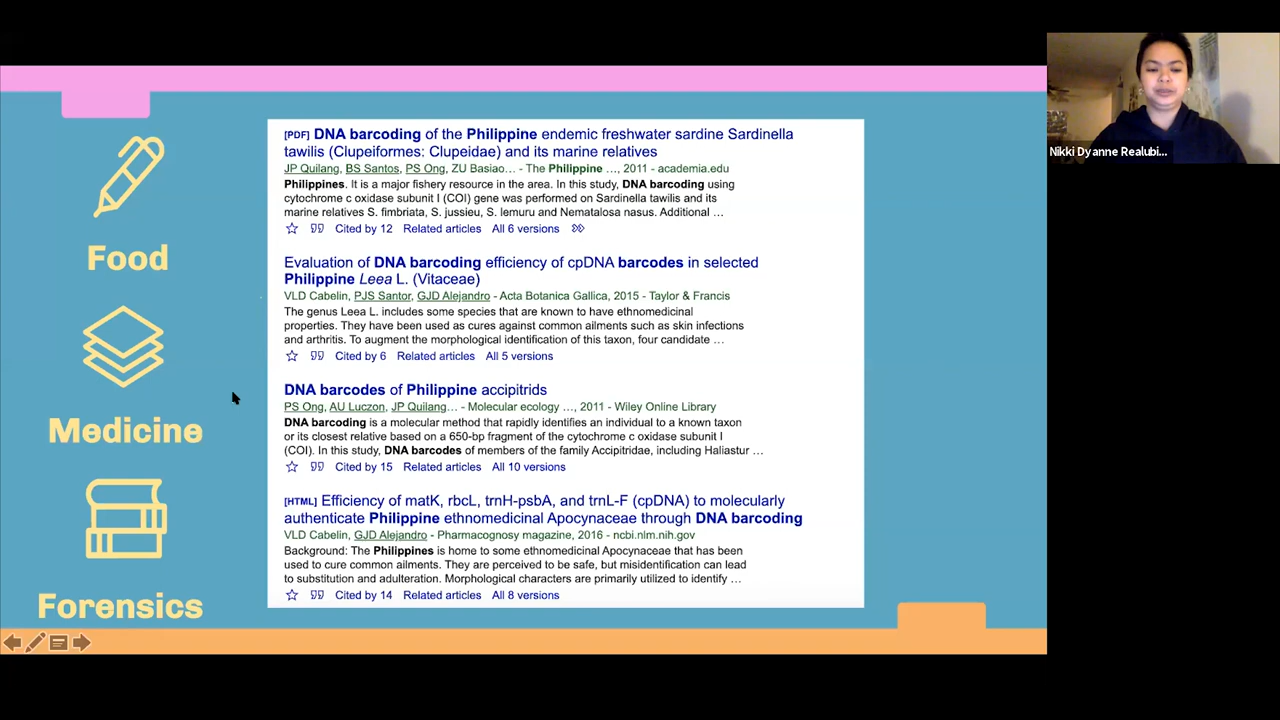 Food
Medicine
Forensics
[PDF] DNA barcoding of the Philippine endemic freshwater sardine Sardinella
tawilis (Clupeiformes: Clupeidae) and its marine relatives
JP Quilang, BS Santos, PS Ong, ZU Basiao… - The Philippine …, 2011 - academia.edu
Philippines. It is a major fishery resource in the area. In this study, DNA barcoding using
cytochrome c oxidase subunit I (COI) gene was performed on Sardinella tawilis and its
marine relatives S. fimbriata, S. jussieu, S. lemuru and Nematalosa nasus. Additional …
Cited by 12 Related articles All 6 versions
Evaluation of DNA barcoding efficiency of cpDNA barcodes in selected
Philippine Leea L. (Vitaceae)
VLD Cabelin, PJS Santor, GJD Alejandro - Acta Botanica Gallica, 2015 - Taylor & Francis
The genus Leea L. includes some species that are known to have ethnomedicinal
properties. They have been used as cures against common ailments such as skin infections
and arthritis. To augment the morphological identification of this taxon, four candidate …
Cited by 6 Related articles All 5 versions
DNA barcodes of Philippine accipitrids
PS Ong, AU Luczon, JP Quilang… - Molecular ecology …, 2011 - Wiley Online Library
DNA barcoding is a molecular method that rapidly identifies an individual to a known taxon
or its closest relative based on a 650-bp fragment of the cytochrome c oxidase subunit I
(COI). In this study, DNA barcodes of members of the family Accipitridae, including Haliastur …
Cited by 15 Related articles All 10 versions
[HTML] Efficiency of matK, rbcL, trnH-psbA, and trnL-F (cpDNA) to molecularly
authenticate Philippine ethnomedicinal Apocynaceae through DNA barcoding
VLD Cabelin, GJD Alejandro - Pharmacognosy magazine, 2016 - ncbi.nlm.nih.gov
Background: The Philippines is home to some ethnomedicinal Apocynaceae that has been
used to cure common ailments. They are perceived to be safe, but misidentification can lead
to substitution and adulteration. Morphological characters are primarily utilized to identify …
Cited by 14 Related articles All 8 versions
Nikki Dyanne Realubi...